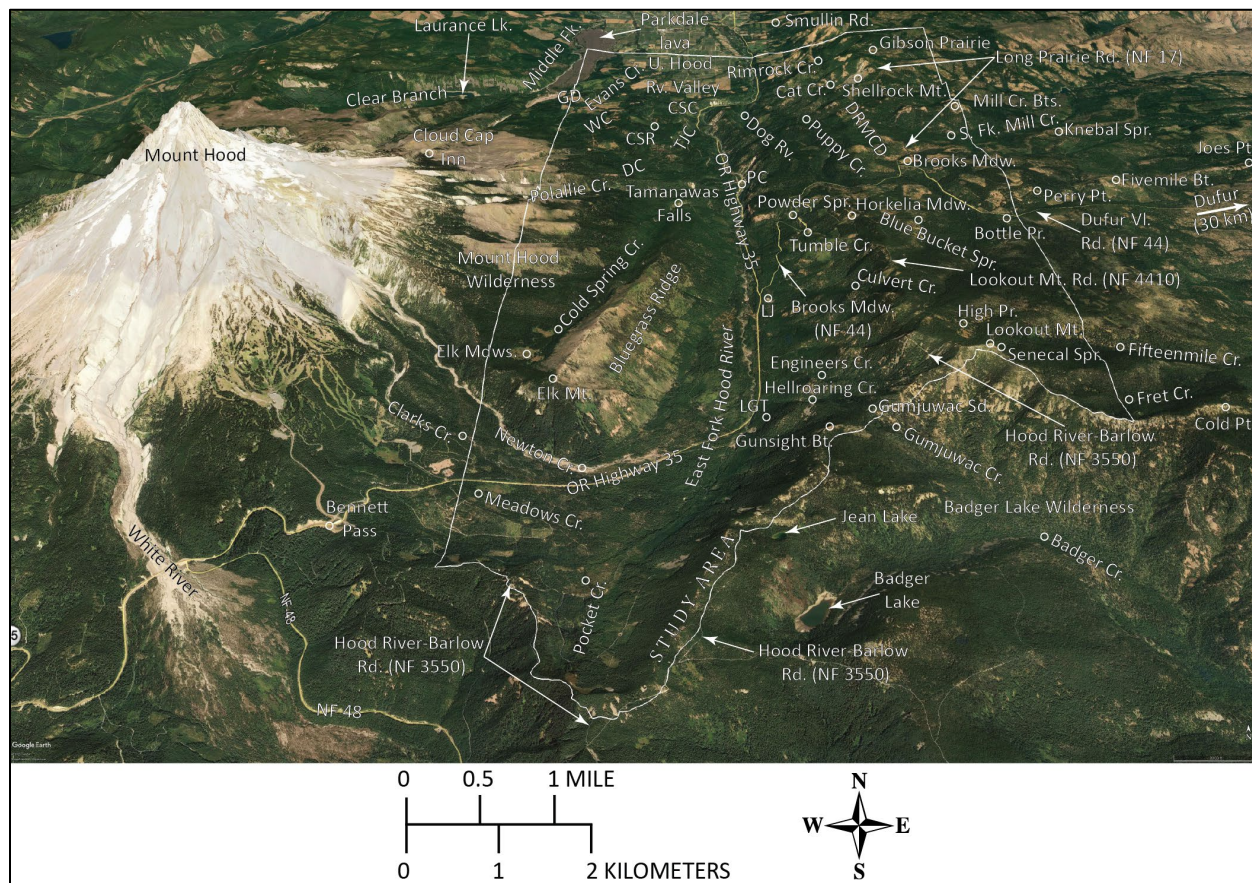 Laurance Lk.
Middle Fk.
Parkdale
lava
Smullin Rd.
Gibson Prairie
U. Hood
Rv. Valley
Rimrock Cr.
Long Prairie Rd. (NF 17)
Clear Branch
GD
Evans Cr.
WC
CSC
Cat Cr.
Shellrock Mt.
Mill Cr. Bts.
Mount Hood
Cloud Cap
Inn
CSR
TJC
Dog Rv.
Puppy Cr.
DRMCD
S. Fk. Mill Cr.
Knebal Spr.
Joes Pt
Brooks Mdw.
Polallie Cr.
DC
Tamanawas
Falls
OR Highway 35
PC
Powder Spr.
Horkelia Mdw.
Perry Pt.
Fivemile Bt.
Dufur
(30 km)
Tumble Cr.
Blue Bucket Spr.
Bottle Pr.
Dufur Vl.
Rd. (NF 44)
Mount Hood
Wilderness
Cold Spring Cr.
Bluegrass Ridge
Culvert Cr.
Lookout Mt. Rd. (NF 4410)
LJ
Brooks Mdw.
(NF 44)
High Pr.
Lookout Mt.
Senecal Spr.
Fifteenmile Cr.
Elk Mdws.
Elk Mt.
East Fork Hood River
Engineers Cr.
Hellroaring Cr.
LGT
Gumjuwac Sd.
Fret Cr.
Cold Pt
Gunsight Bt.
Gumjuwac Cr.
Hood River-Barlow
Rd. (NF 3550)
Clarks Cr.
Newton Cr.
OR Highway 35
Meadows Cr.
Bennett
Pass
Jean Lake
Badger Lake Wilderness
Badger Cr.
White River
NF-48
STUDY AREA
Pocket Cr.
Badger
Lake
5
Hood River-Barlow
Rd. (NF 3550)
Hood River-Barlow
Rd. (NF 3550)
NF-48
Google Earth
0 0.5 1 MILE
0 1 2 KILOMETERS
N
W E
S